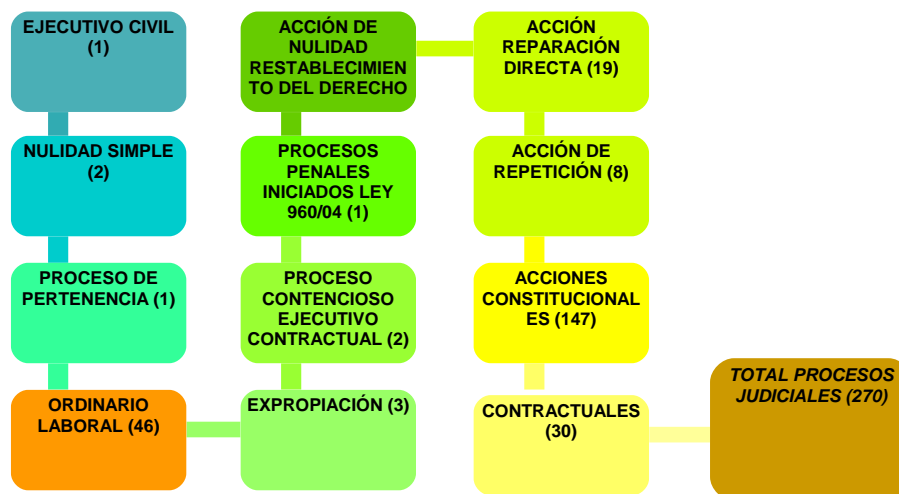 EJECUTIVO CIVIL
(1)
NULIDAD SIMPLE
(2)
PROCESO DE
PERTENENCIA (1)
ORDINARIO
LABORAL (46)
EXPROPIACIÓN (3)
PROCESO
CONTENCIOSO
EJECUTIVO
CONTRACTUAL (2)
PROCESOS
PENALES
INICIADOS LEY
960/04 (1)
ACCIÓN DE
NULIDAD
RESTABLECIMIEN
TO DEL DERECHO
ACCIÓN
REPARACIÓN
DIRECTA (19)
ACCIÓN DE
REPETICIÓN (8)
ACCIONES
CONSTITUCIONAL
ES (147)
CONTRACTUALES
(30)
TOTAL PROCESOS
JUDICIALES (270)